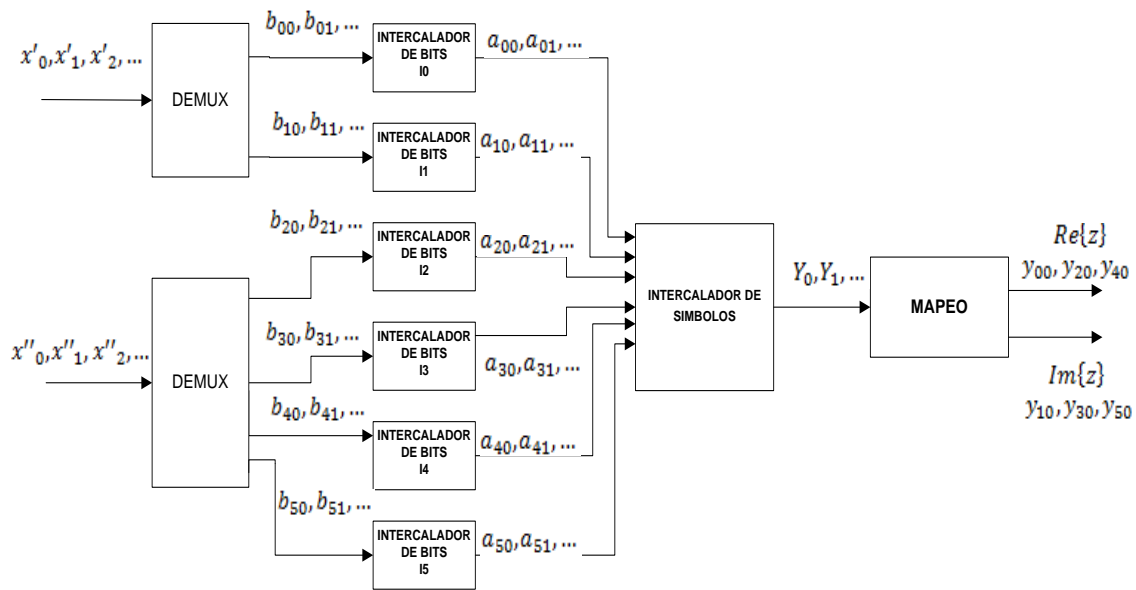 x'₀, x'₁, x'₂, ...
DEMUX
b₀₀, b₀₁, ...
INTERCALADOR
DE BITS
I0
a₀₀, a₀₁, ...
b₁₀, b₁₁, ...
INTERCALADOR
DE BITS
I1
a₁₀, a₁₁, ...
x''₀, x''₁, x''₂, ...
DEMUX
b₂₀, b₂₁, ...
INTERCALADOR
DE BITS
I2
a₂₀, a₂₁, ...
b₃₀, b₃₁, ...
INTERCALADOR
DE BITS
I3
a₃₀, a₃₁, ...
b₄₀, b₄₁, ...
INTERCALADOR
DE BITS
I4
a₄₀, a₄₁, ...
b₅₀, b₅₁, ...
INTERCALADOR
DE BITS
I5
a₅₀, a₅₁, ...
INTERCALADOR DE
SIMBOLOS
Y₀, Y₁, ...
MAPEO
Re{z}
y₀₀, y₂₀, y₄₀
Im{z}
y₁₀, y₃₀, y₅₀